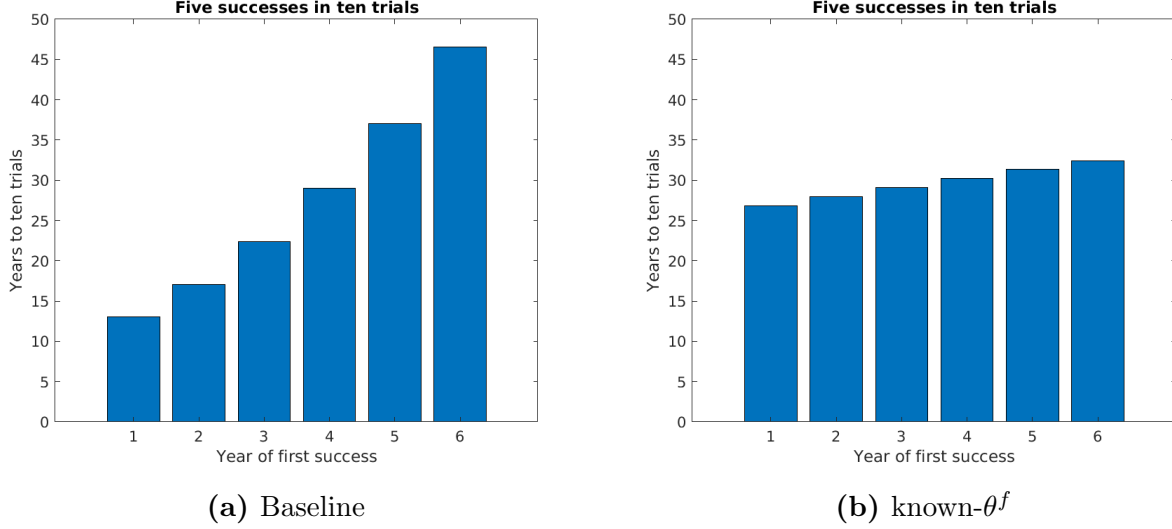 Five successes in ten trials
50
45
40
35
30
25
20
15
10
5
0
Years to ten trials
1 2 3 4 5 6
Year of first success
(a) Baseline
Five successes in ten trials
50
45
40
35
30
25
20
15
10
5
0
Years to ten trials
1 2 3 4 5 6
Year of first success
(b) known-θ^f